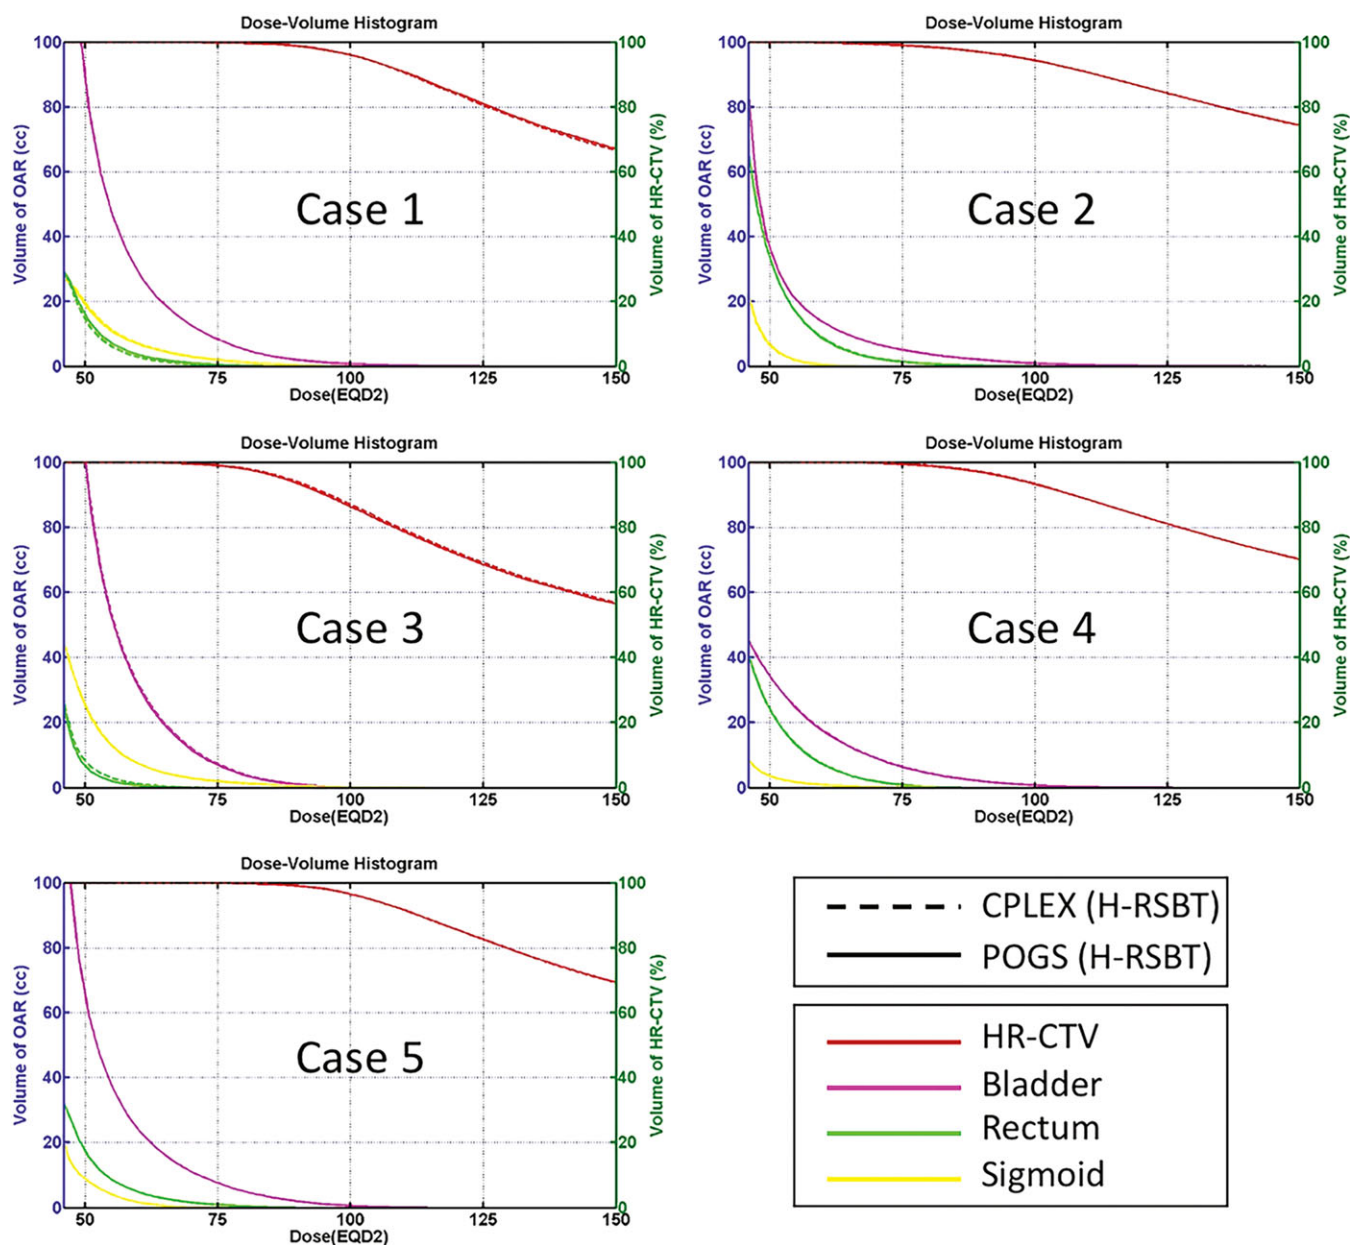 Dose-Volume Histogram
Volume of OAR (cc)
100
80
60
40
20
0
Case 1
100
80
60
40
20
0
Volume of HR-CTV (%)
50 75 100 125 150
Dose(EQD2)
Dose-Volume Histogram
Volume of OAR (cc)
100
80
60
40
20
0
Case 2
100
80
60
40
20
0
Volume of HR-CTV (%)
50 75 100 125 150
Dose(EQD2)
Dose-Volume Histogram
Volume of OAR (cc)
100
80
60
40
20
0
Case 3
100
80
60
40
20
0
Volume of HR-CTV (%)
50 75 100 125 150
Dose(EQD2)
Dose-Volume Histogram
Volume of OAR (cc)
100
80
60
40
20
0
Case 4
100
80
60
40
20
0
Volume of HR-CTV (%)
50 75 100 125 150
Dose(EQD2)
Dose-Volume Histogram
Volume of OAR (cc)
100
80
60
40
20
0
Case 5
100
80
60
40
20
0
Volume of HR-CTV (%)
50 75 100 125 150
Dose(EQD2)
CPLEX (H-RSBT)
POGS (H-RSBT)
HR-CTV
Bladder
Rectum
Sigmoid